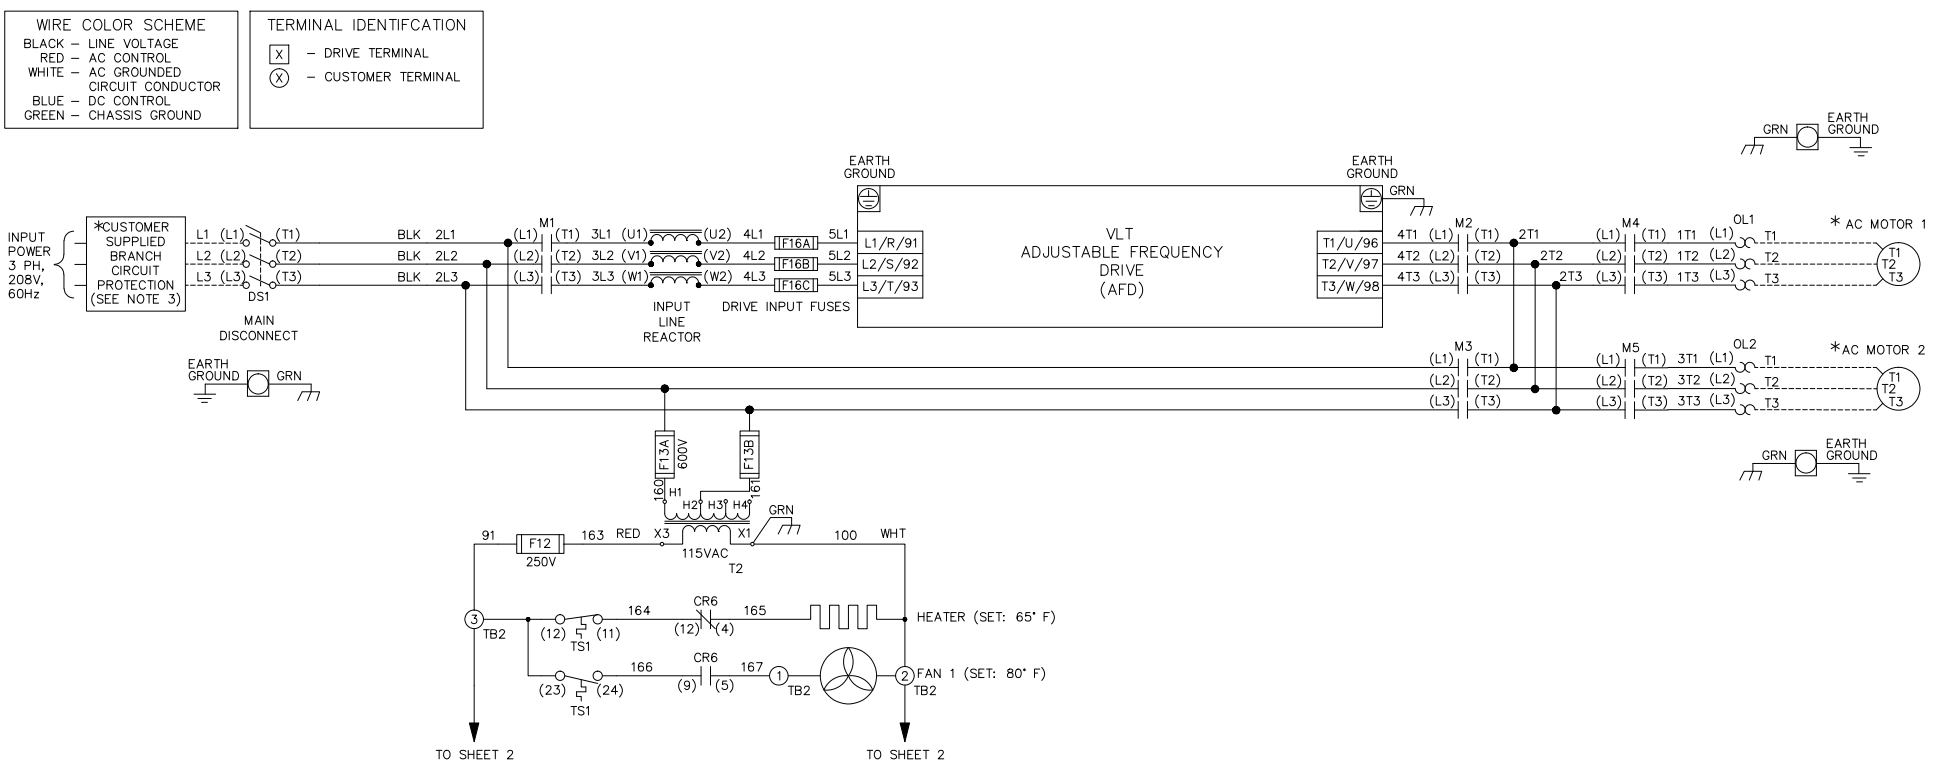 WIRE COLOR SCHEME
BLACK – LINE VOLTAGE
RED – AC CONTROL
WHITE – AC GROUNDED
CIRCUIT CONDUCTOR
BLUE – DC CONTROL
GREEN – CHASSIS GROUND
TERMINAL IDENTIFCATION
X – DRIVE TERMINAL
X – CUSTOMER TERMINAL
GRN
EARTH
GROUND
INPUT
POWER
3 PH,
208V,
60Hz
*CUSTOMER
SUPPLIED
BRANCH
CIRCUIT
PROTECTION
(SEE NOTE 3)
L1 (L1) (T1) BLK 2L1 (L1) M1 (T1) 3L1 (U1) (U2) 4L1 F16A 5L1 L1/R/91
L2 (L2) (T2) BLK 2L2 (L2) (T2) 3L2 (V1) (V2) 4L2 F16B 5L2 L2/S/92
L3 (L3) (T3) BLK 2L3 (L3) (T3) 3L3 (W1) (W2) 4L3 F16C 5L3 L3/T/93
DS1
MAIN
DISCONNECT
INPUT
LINE
REACTOR
DRIVE INPUT FUSES
EARTH
GROUND
VLT
ADJUSTABLE FREQUENCY
DRIVE
(AFD)
EARTH
GROUND
GRN
T1/U/96 4T1 (L1) M2 (T1) 2T1 (L1) M4 (T1) 1T1 (L1) OL1 T1
T2/V/97 4T2 (L2) (T2) 2T2 (L2) (T2) 1T2 (L2) T2
T3/W/98 4T3 (L3) (T3) 2T3 (L3) (T3) 1T3 (L3) T3
* AC MOTOR 1
T1
T2
T3
EARTH
GROUND
GRN
(L1) M3 (T1) (L1) M5 (T1) 3T1 (L1) OL2 T1
(L2) (T2) (L2) (T2) 3T2 (L2) T2
(L3) (T3) (L3) (T3) 3T3 (L3) T3
*AC MOTOR 2
T1
T2
T3
GRN
EARTH
GROUND
F13A
600V
F13B
160
H1
H2
H3
H4
161
GRN
91
F12
250V
163 RED X3
115VAC
X1
T2
100 WHT
3
TB2
(12) (11)
TS1
164
CR6
(12) (4)
165
HEATER (SET: 65° F)
(23) (24)
TS1
166
CR6
(9) (5)
167
1
TB2
2
TB2
FAN 1 (SET: 80° F)
TO SHEET 2
TO SHEET 2